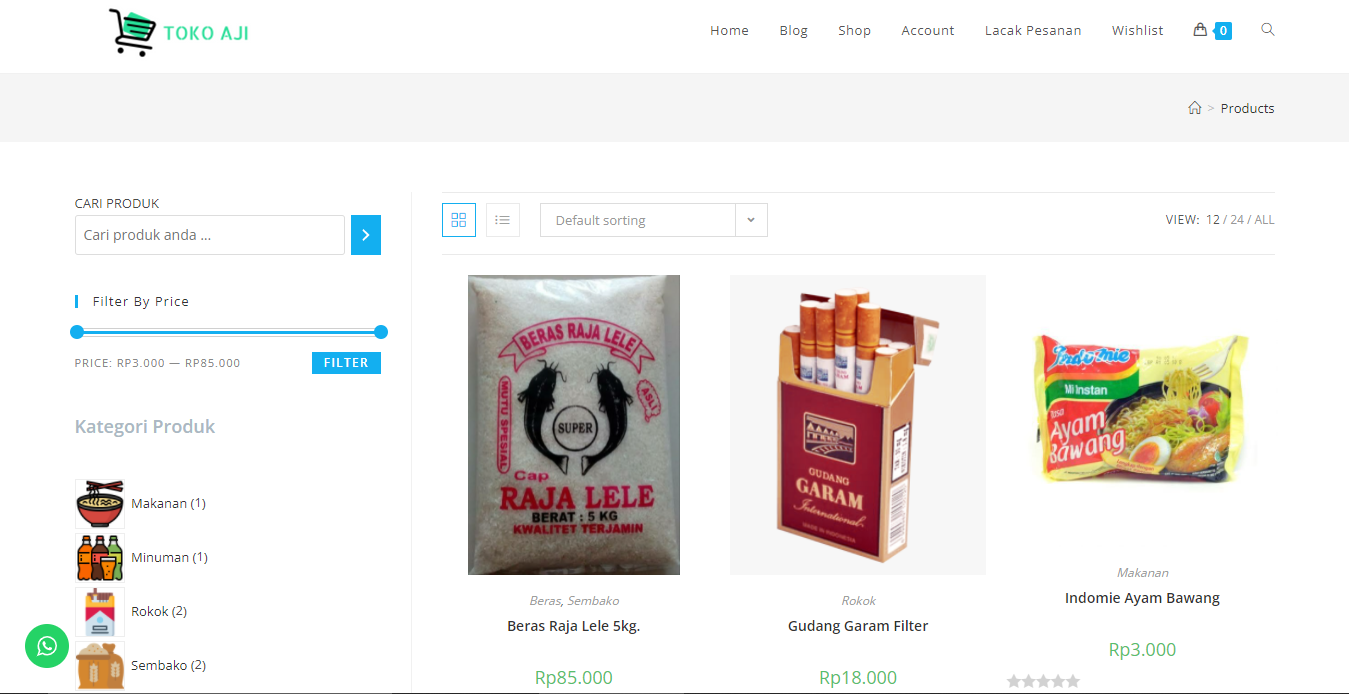 TOKO AJI
Home
Blog
Shop
Account
Lacak Pesanan
Wishlist
0
> Products
CARI PRODUK
Cari produk anda ...
Filter By Price
PRICE: RP3.000 — RP85.000
FILTER
Kategori Produk
Makanan (1)
Minuman (1)
Rokok (2)
Sembako (2)
Default sorting
VIEW: 12 / 24 / ALL
BERAS RAJA LELE
MUTU SPESIAL
ASLI
SUPER
Cap
RAJA LELE
BERAT : 5 KG
KWALITET TERJAMIN
Beras, Sembako
Beras Raja Lele 5kg.
Rp85.000
GUDANG
GARAM
International
MADE IN INDONESIA
Rokok
Gudang Garam Filter
Rp18.000
Indomie
Mi Instan
Rasa
Ayam
Bawang
Makanan
Indomie Ayam Bawang
Rp3.000